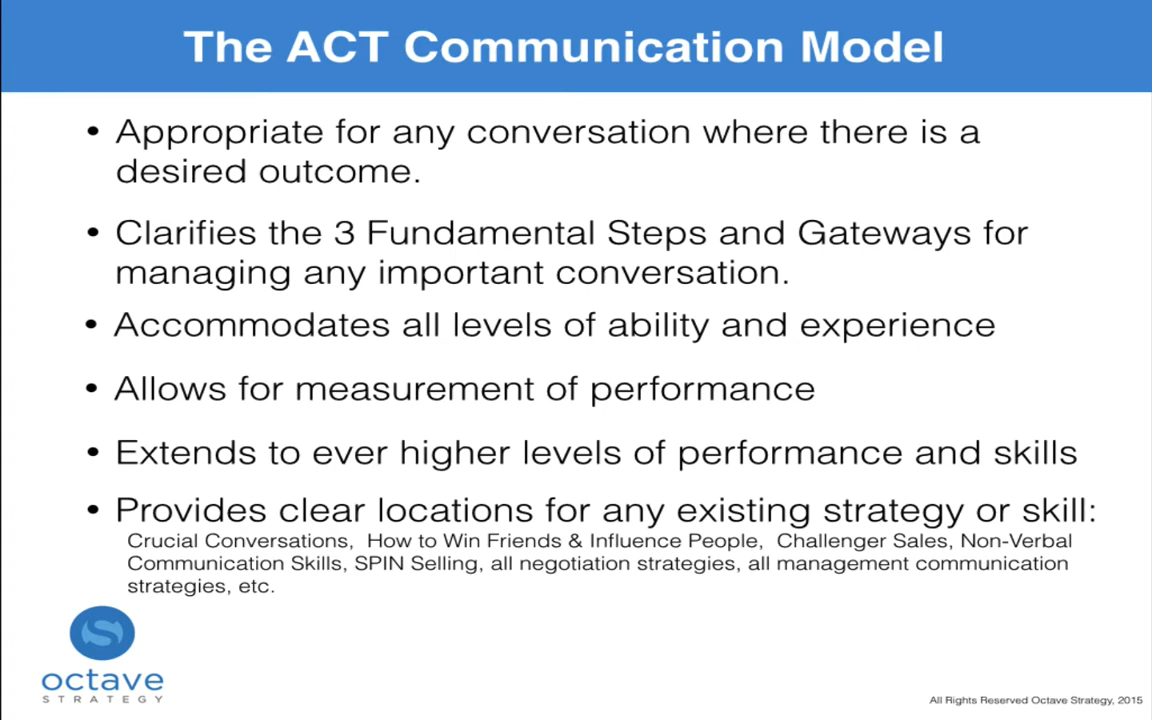 The ACT Communication Model
• Appropriate for any conversation where there is a
desired outcome.
• Clarifies the 3 Fundamental Steps and Gateways for
managing any important conversation.
• Accommodates all levels of ability and experience
• Allows for measurement of performance
• Extends to ever higher levels of performance and skills
• Provides clear locations for any existing strategy or skill:
Crucial Conversations,  How to Win Friends & Influence People,  Challenger Sales, Non-Verbal
Communication Skills, SPIN Selling, all negotiation strategies, all management communication
strategies, etc.
octave
STRATEGY
All Rights Reserved Octave Strategy, 2015